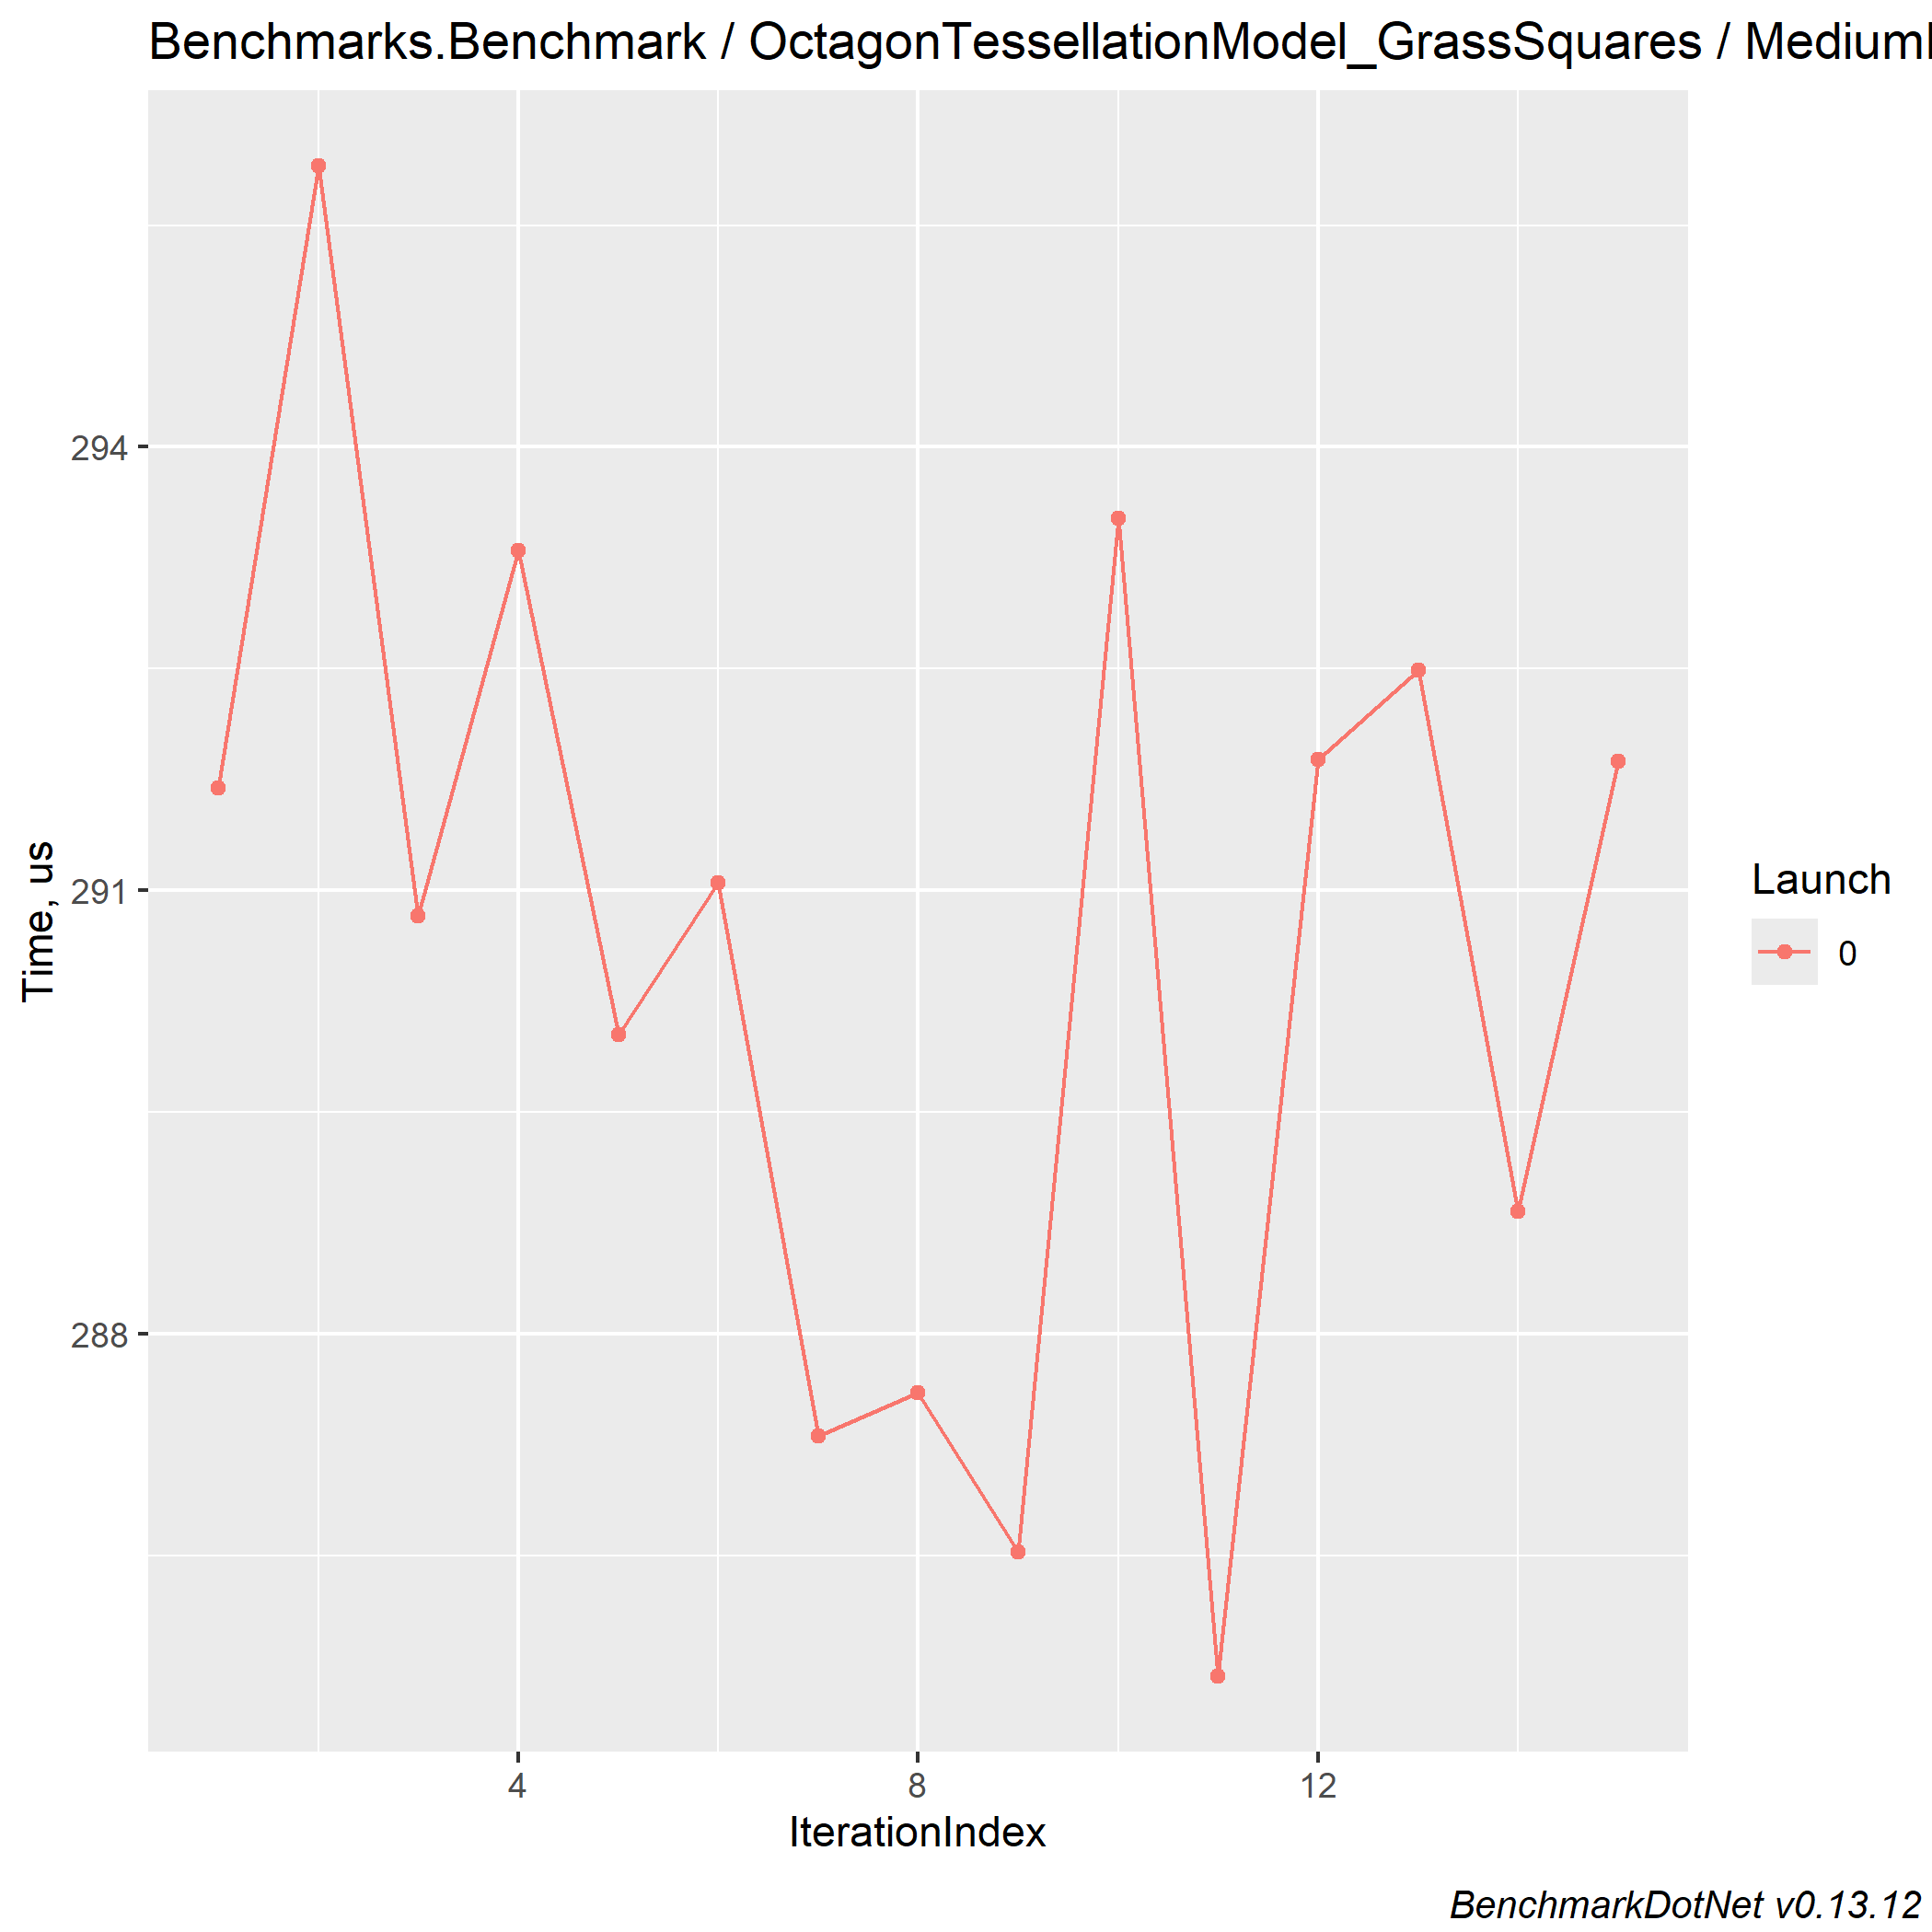 Benchmarks.Benchmark / OctagonTessellationModel_GrassSquares / Medium
294
291
288
Time, us
4 8 12
IterationIndex
Launch
0
BenchmarkDotNet v0.13.12